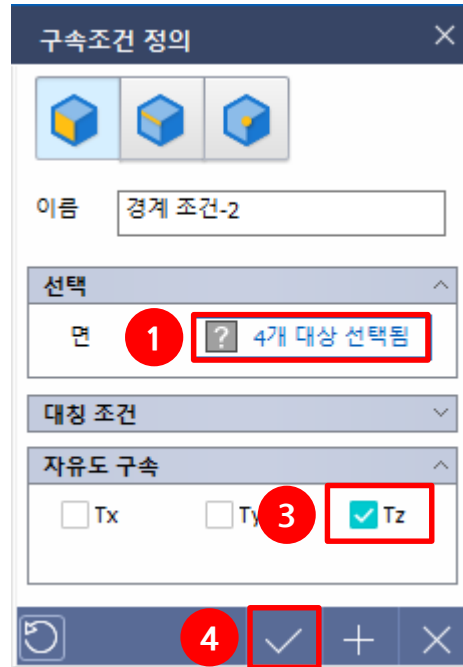 구속조건 정의
이름 경계 조건-2
선택
면 1 ? 4개 대상 선택됨
대칭 조건
자유도 구속
Tx Ty 3 Tz
4